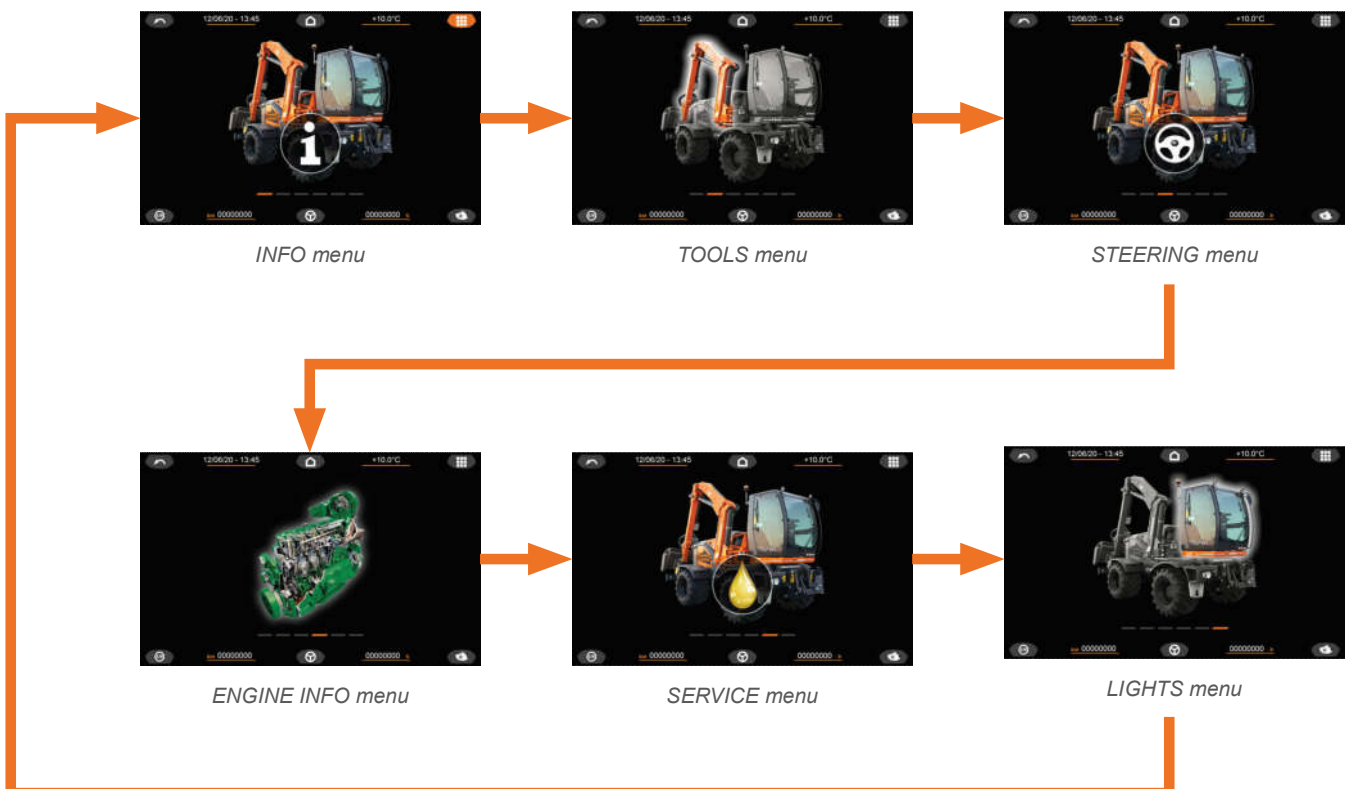 12/06/20 - 13:45 +10.0°C
12/06/20 - 13:45 +10.0°C
12/06/20 - 13:45 +10.0°C
00000000 00000000
00000000 00000000
00000000 00000000
INFO menu
TOOLS menu
STEERING menu
12/06/20 - 13:45 +10.0°C
12/06/20 - 13:45 +10.0°C
12/06/20 - 13:45 +10.0°C
00000000 00000000
00000000 00000000
00000000 00000000
ENGINE INFO menu
SERVICE menu
LIGHTS menu